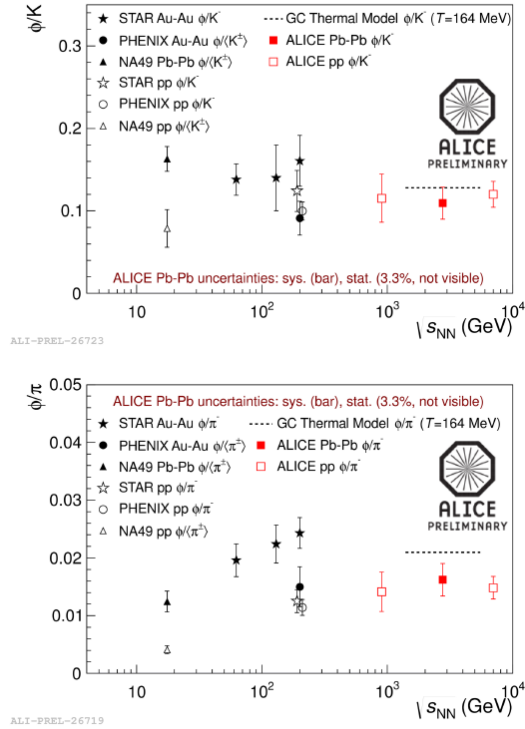 φ/K
0.3
0.2
0.1
0
STAR Au-Au φ/K⁻
PHENIX Au-Au φ/⟨K±⟩
NA49 Pb-Pb φ/⟨K±⟩
STAR pp φ/K⁻
PHENIX pp φ/K⁻
NA49 pp φ/⟨K±⟩
GC Thermal Model φ/K⁻ (T=164 MeV)
ALICE Pb-Pb φ/K⁻
ALICE pp φ/K⁻
ALICE
PRELIMINARY
ALICE Pb-Pb uncertainties: sys. (bar), stat. (3.3%, not visible)
10 10² 10³ 10⁴
√sNN (GeV)
ALI-PREL-26723
φ/π
0.05
0.04
0.03
0.02
0.01
0
ALICE Pb-Pb uncertainties: sys. (bar), stat. (3.3%, not visible)
STAR Au-Au φ/π⁻
PHENIX Au-Au φ/⟨π±⟩
NA49 Pb-Pb φ/⟨π±⟩
STAR pp φ/π⁻
PHENIX pp φ/π⁻
NA49 pp φ/⟨π±⟩
GC Thermal Model φ/π⁻ (T=164 MeV)
ALICE Pb-Pb φ/π⁻
ALICE pp φ/π⁻
ALICE
PRELIMINARY
10 10² 10³ 10⁴
√sNN (GeV)
ALI-PREL-26719